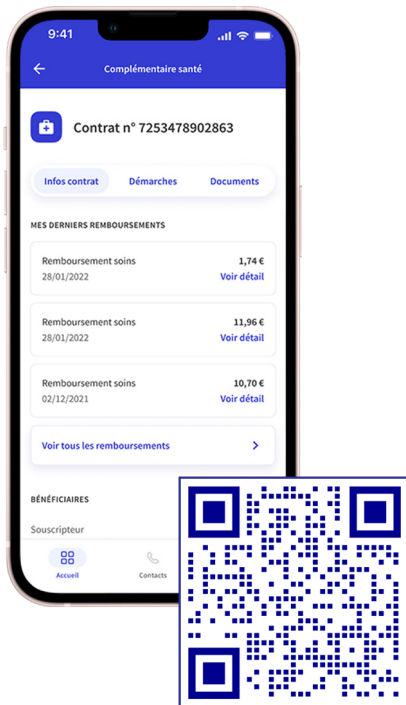 9:41
Complémentaire santé
Contrat n° 7253478902863
Infos contrat Démarches Documents
MES DERNIERS REMBOURSEMENTS
Remboursement soins 1,74 €
28/01/2022 Voir détail
Remboursement soins 11,96 €
28/01/2022 Voir détail
Remboursement soins 10,70 €
02/12/2021 Voir détail
Voir tous les remboursements
BÉNÉFICIAIRES
Souscripteur
Accueil Contacts